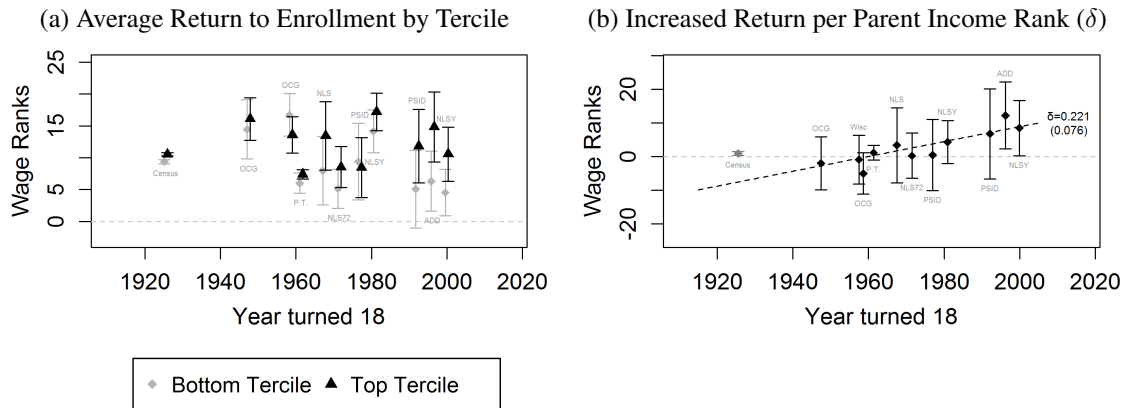 (a) Average Return to Enrollment by Tercile
Wage Ranks
25
15
5
0
OCG
NLS
PSID
PSID
NLSY
Census
OCG
P.T.
NLS72
NLSY
ADD
1920 1940 1960 1980 2000 2020
Year turned 18
Bottom Tercile Top Tercile
(b) Increased Return per Parent Income Rank (δ)
Wage Ranks
20
0
-20
ADD
NLS
OCG
Wisc
NLSY
δ=0.221
(0.076)
Census
P.T.
NLS72
OCG
PSID
PSID
NLSY
1920 1940 1960 1980 2000 2020
Year turned 18